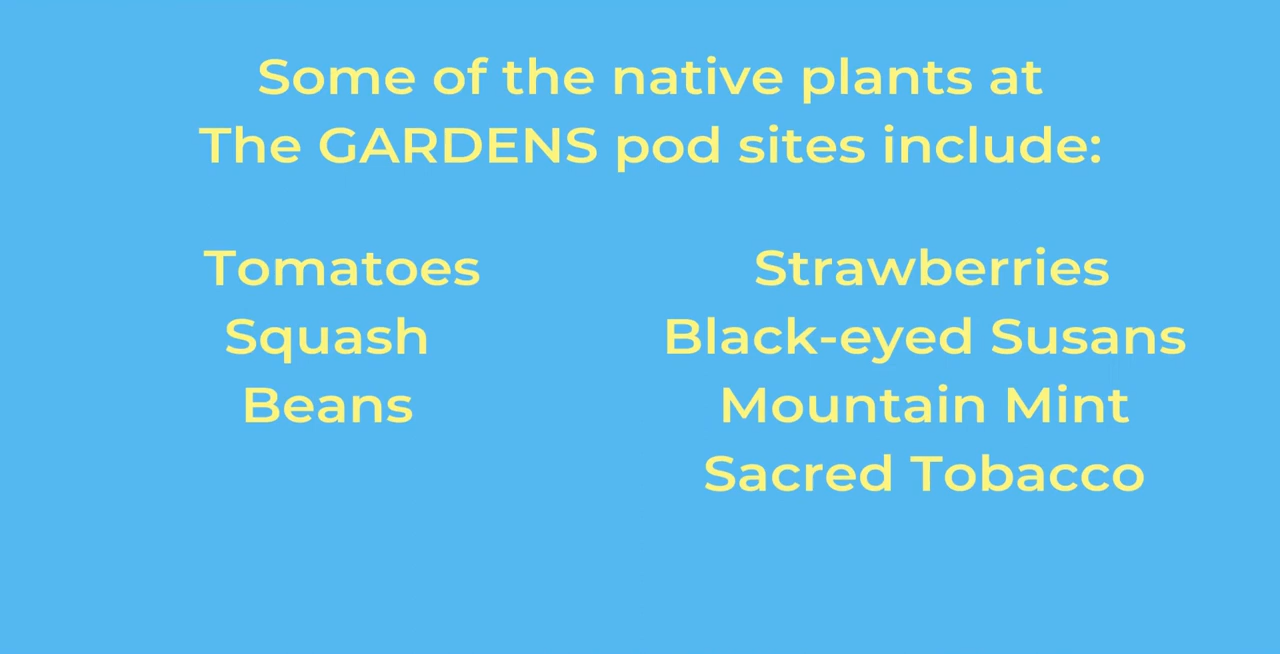 Some of the native plants at
The GARDENS pod sites include:
Tomatoes
Squash
Beans
Strawberries
Black-eyed Susans
Mountain Mint
Sacred Tobacco